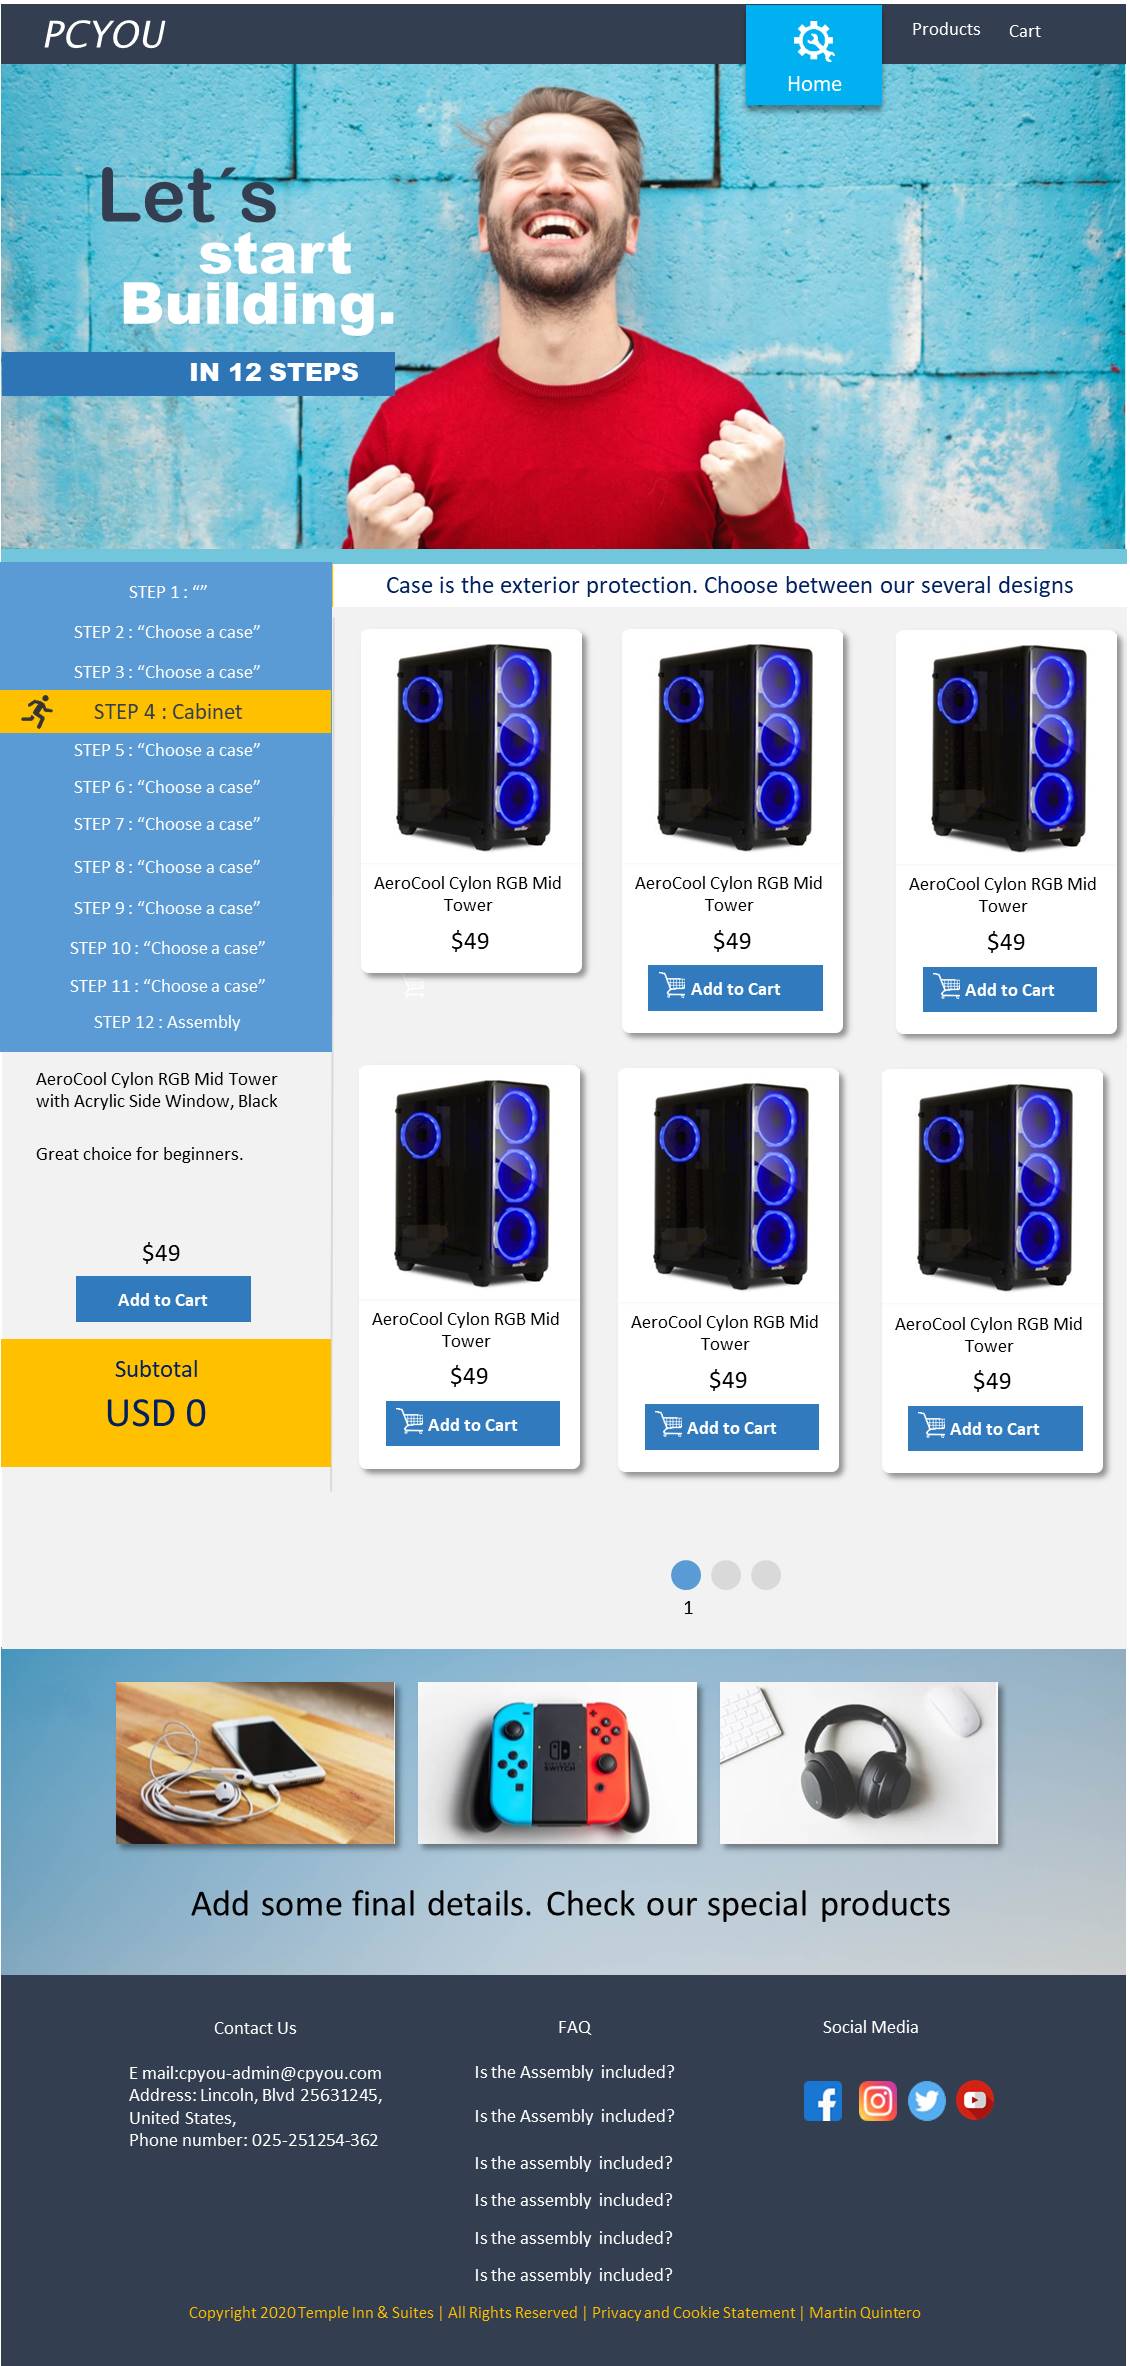 PCYOU
Home
Products
Cart
Let´s
start
Building.
IN 12 STEPS
STEP 1 : “”
STEP 2 : “Choose a case”
STEP 3 : “Choose a case”
STEP 4 : Cabinet
STEP 5 : “Choose a case”
STEP 6 : “Choose a case”
STEP 7 : “Choose a case”
STEP 8 : “Choose a case”
STEP 9 : “Choose a case”
STEP 10 : “Choose a case”
STEP 11 : “Choose a case”
STEP 12 : Assembly
AeroCool Cylon RGB Mid Tower
with Acrylic Side Window, Black
Great choice for beginners.
$49
Add to Cart
Subtotal
USD 0
Case is the exterior protection. Choose between our several designs
AeroCool Cylon RGB Mid
Tower
$49
AeroCool Cylon RGB Mid
Tower
$49
Add to Cart
AeroCool Cylon RGB Mid
Tower
$49
Add to Cart
AeroCool Cylon RGB Mid
Tower
$49
Add to Cart
AeroCool Cylon RGB Mid
Tower
$49
Add to Cart
AeroCool Cylon RGB Mid
Tower
$49
Add to Cart
1
NINTENDO
SWITCH
Add some final details. Check our special products
Contact Us
E mail:cpyou-admin@cpyou.com
Address: Lincoln, Blvd 25631245,
United States,
Phone number: 025-251254-362
FAQ
Is the Assembly included?
Is the Assembly included?
Is the assembly included?
Is the assembly included?
Is the assembly included?
Is the assembly included?
Social Media
Copyright 2020 Temple Inn & Suites | All Rights Reserved | Privacy and Cookie Statement | Martin Quintero